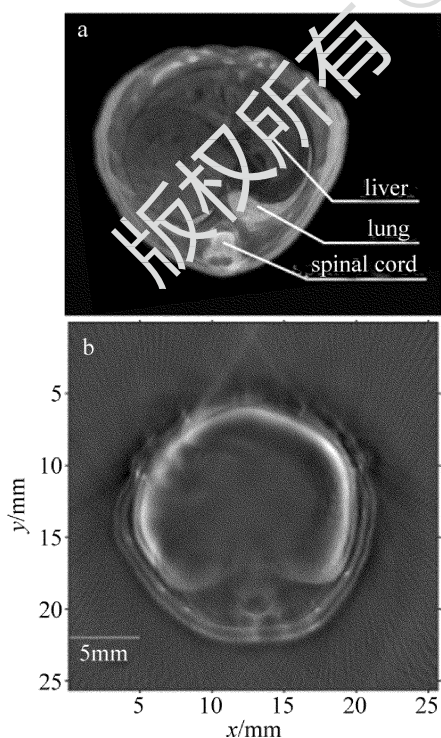 a
版权所有
liver
lung
spinal cord
b
5
10
15
20
25
y/mm
5mm
5
10
15
20
25
x/mm